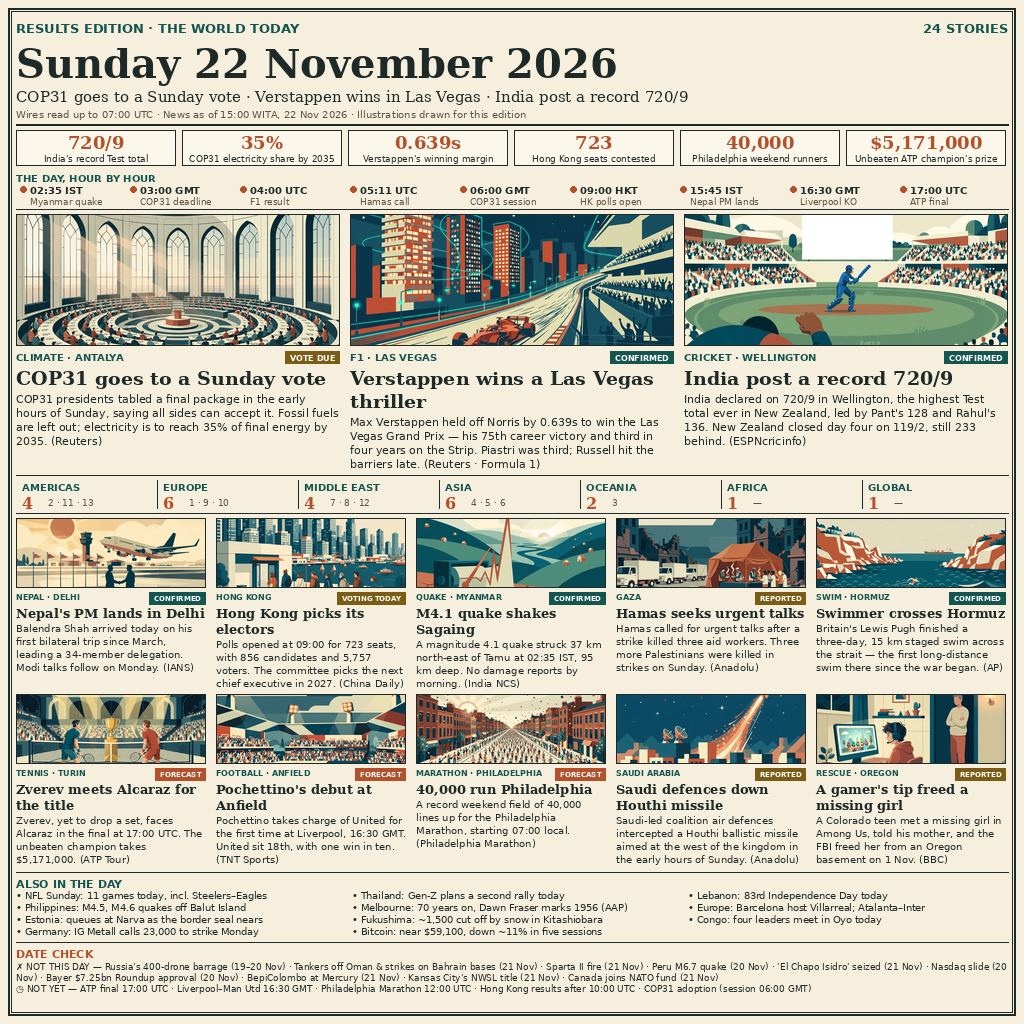 RESULTS EDITION · THE WORLD TODAY
24 STORIES
Sunday 22 November 2026
COP31 goes to a Sunday vote · Verstappen wins in Las Vegas · India post a record 720/9
Wires read up to 07:00 UTC · News as of 15:00 WITA, 22 Nov 2026 · Illustrations drawn for this edition
720/9
India's record Test total
35%
COP31 electricity share by 2035
0.639s
Verstappen's winning margin
723
Hong Kong seats contested
40,000
Philadelphia weekend runners
$5,171,000
Unbeaten ATP champion's prize
THE DAY, HOUR BY HOUR
02:35 IST
Myanmar quake
03:00 GMT
COP31 deadline
04:00 UTC
F1 result
05:11 UTC
Hamas call
06:00 GMT
COP31 session
09:00 HKT
HK polls open
15:45 IST
Nepal PM lands
16:30 GMT
Liverpool KO
17:00 UTC
ATP final
CLIMATE · ANTALYA
VOTE DUE
COP31 goes to a Sunday vote
COP31 presidents tabled a final package in the early
hours of Sunday, saying all sides can accept it. Fossil fuels
are left out; electricity is to reach 35% of final energy by
2035. (Reuters)
F1 · LAS VEGAS
CONFIRMED
Verstappen wins a Las Vegas
thriller
Max Verstappen held off Norris by 0.639s to win the Las
Vegas Grand Prix — his 75th career victory and third in
four years on the Strip. Piastri was third; Russell hit the
barriers late. (Reuters · Formula 1)
CRICKET · WELLINGTON
CONFIRMED
India post a record 720/9
India declared on 720/9 in Wellington, the highest Test
total ever in New Zealand, led by Pant's 128 and Rahul's
136. New Zealand closed day four on 119/2, still 233
behind. (ESPNcricinfo)
AMERICAS
4 2 · 11 · 13
EUROPE
6 1 · 9 · 10
MIDDLE EAST
4 7 · 8 · 12
ASIA
6 4 · 5 · 6
OCEANIA
2 3
AFRICA
1 –
GLOBAL
1 –
NEPAL · DELHI
CONFIRMED
Nepal's PM lands in Delhi
Balendra Shah arrived today on his
first bilateral trip since March,
leading a 34-member delegation.
Modi talks follow on Monday. (IANS)
HONG KONG
VOTING TODAY
Hong Kong picks its
electors
Polls opened at 09:00 for 723 seats,
with 856 candidates and 5,757
voters. The committee picks the next
chief executive in 2027. (China Daily)
QUAKE · MYANMAR
CONFIRMED
M4.1 quake shakes
Sagaing
A magnitude 4.1 quake struck 37 km
north-east of Tamu at 02:35 IST, 95
km deep. No damage reports by
morning. (India NCS)
GAZA
REPORTED
Hamas seeks urgent talks
Hamas called for urgent talks after a
strike killed three aid workers. Three
more Palestinians were killed in
strikes on Sunday. (Anadolu)
SWIM · HORMUZ
CONFIRMED
Swimmer crosses Hormuz
Britain's Lewis Pugh finished a
three-day, 15 km staged swim across
the strait — the first long-distance
swim there since the war began. (AP)
TENNIS · TURIN
FORECAST
Zverev meets Alcaraz for
the title
Zverev, yet to drop a set, faces
Alcaraz in the final at 17:00 UTC. The
unbeaten champion takes
$5,171,000. (ATP Tour)
FOOTBALL · ANFIELD
FORECAST
Pochettino's debut at
Anfield
Pochettino takes charge of United for
the first time at Liverpool, 16:30 GMT.
United sit 18th, with one win in ten.
(TNT Sports)
MARATHON · PHILADELPHIA
FORECAST
40,000 run Philadelphia
A record weekend field of 40,000
lines up for the Philadelphia
Marathon, starting 07:00 local.
(Philadelphia Marathon)
SAUDI ARABIA
REPORTED
Saudi defences down
Houthi missile
Saudi-led coalition air defences
intercepted a Houthi ballistic missile
aimed at the west of the kingdom in
the early hours of Sunday. (Anadolu)
RESCUE · OREGON
REPORTED
A gamer's tip freed a
missing girl
A Colorado teen met a missing girl in
Among Us, told his mother, and the
FBI freed her from an Oregon
basement on 1 Nov. (BBC)
ALSO IN THE DAY
• NFL Sunday: 11 games today, incl. Steelers–Eagles
• Philippines: M4.5, M4.6 quakes off Balut Island
• Estonia: queues at Narva as the border seal nears
• Germany: IG Metall calls 23,000 to strike Monday
• Thailand: Gen-Z plans a second rally today
• Melbourne: 70 years on, Dawn Fraser marks 1956 (AAP)
• Fukushima: ~1,500 cut off by snow in Kitashiobara
• Bitcoin: near $59,100, down ~11% in five sessions
• Lebanon: 83rd Independence Day today
• Europe: Barcelona host Villarreal; Atalanta–Inter
• Congo: four leaders meet in Oyo today
DATE CHECK
✗ NOT THIS DAY — Russia's 400-drone barrage (19–20 Nov) · Tankers off Oman & strikes on Bahrain bases (21 Nov) · Sparta II fire (21 Nov) · Peru M6.7 quake (20 Nov) · 'El Chapo Isidro' seized (21 Nov) · Nasdaq slide (20
Nov) · Bayer $7.25bn Roundup approval (20 Nov) · BepiColombo at Mercury (21 Nov) · Kansas City's NWSL title (21 Nov) · Canada joins NATO fund (21 Nov)
◷ NOT YET — ATP final 17:00 UTC · Liverpool–Man Utd 16:30 GMT · Philadelphia Marathon 12:00 UTC · Hong Kong results after 10:00 UTC · COP31 adoption (session 06:00 GMT)